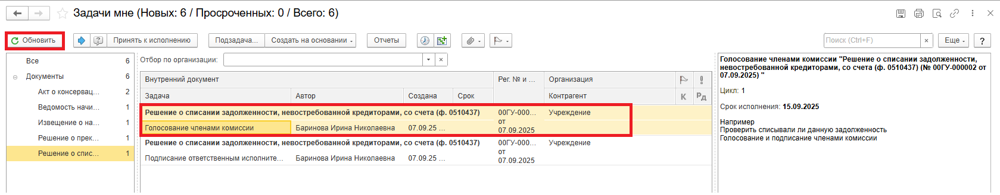 Задачи мне (Новых: 6 / Просроченных: 0 / Всего: 6)
Обновить Принять к исполнению Подзадача... Создать на основании Отчеты Поиск (Ctrl+F) × Еще ?
Все 6
Документы 6
Акт о консервац... 2
Ведомость начи... 1
Извещение о на... 1
Решение о прек... 1
Решение о спис... 1
Отбор по организации: ×
Внутренний документ Рег. № и ... Организация
Задача Автор Создана Срок Контрагент К Рд
Решение о списании задолженности, невостребованной кредиторами, со счета (ф. 0510437) 00ГУ-000... Учреждение
от
Голосование членами комиссии Баринова Ирина Николаевна 07.09.25 ... 07.09.2025
Решение о списании задолженности, невостребованной кредиторами, со счета (ф. 0510437) 00ГУ-000... Учреждение
от
Подписание ответственным исполните... Баринова Ирина Николаевна 07.09.25 ... 07.09.2025
Голосование членами комиссии "Решение о списании задолженности,
невостребованной кредиторами, со счета (ф. 0510437) (№ 00ГУ-000002 от
07.09.2025) "
Цикл: 1
Срок исполнения: 15.09.2025
Например
Проверить списывали ли данную задолженность
Голосование и подписание членами комиссии